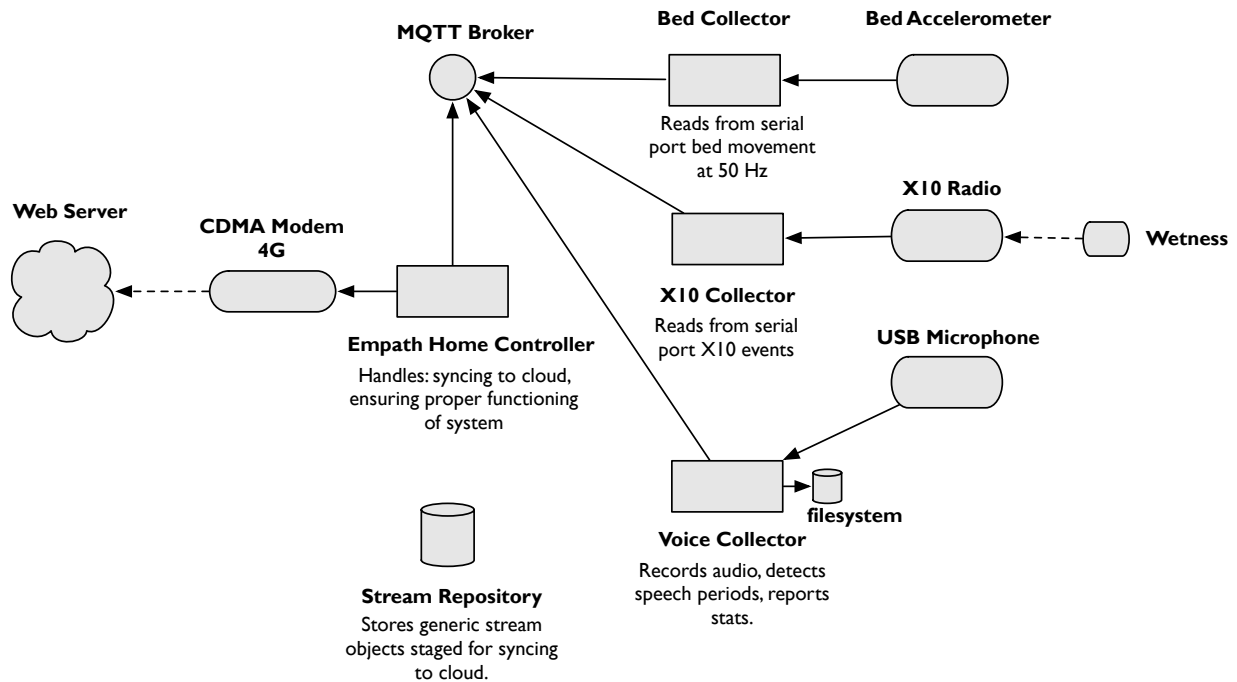 Bed Collector
Bed Accelerometer
MQTT Broker
Reads from serial
port bed movement
at 50 Hz
X10 Radio
Wetness
Web Server
CDMA Modem
4G
X10 Collector
Reads from serial
port X10 events
Empath Home Controller
Handles: syncing to cloud,
ensuring proper functioning
of system
USB Microphone
filesystem
Voice Collector
Records audio, detects
speech periods, reports
stats.
Stream Repository
Stores generic stream
objects staged for syncing
to cloud.